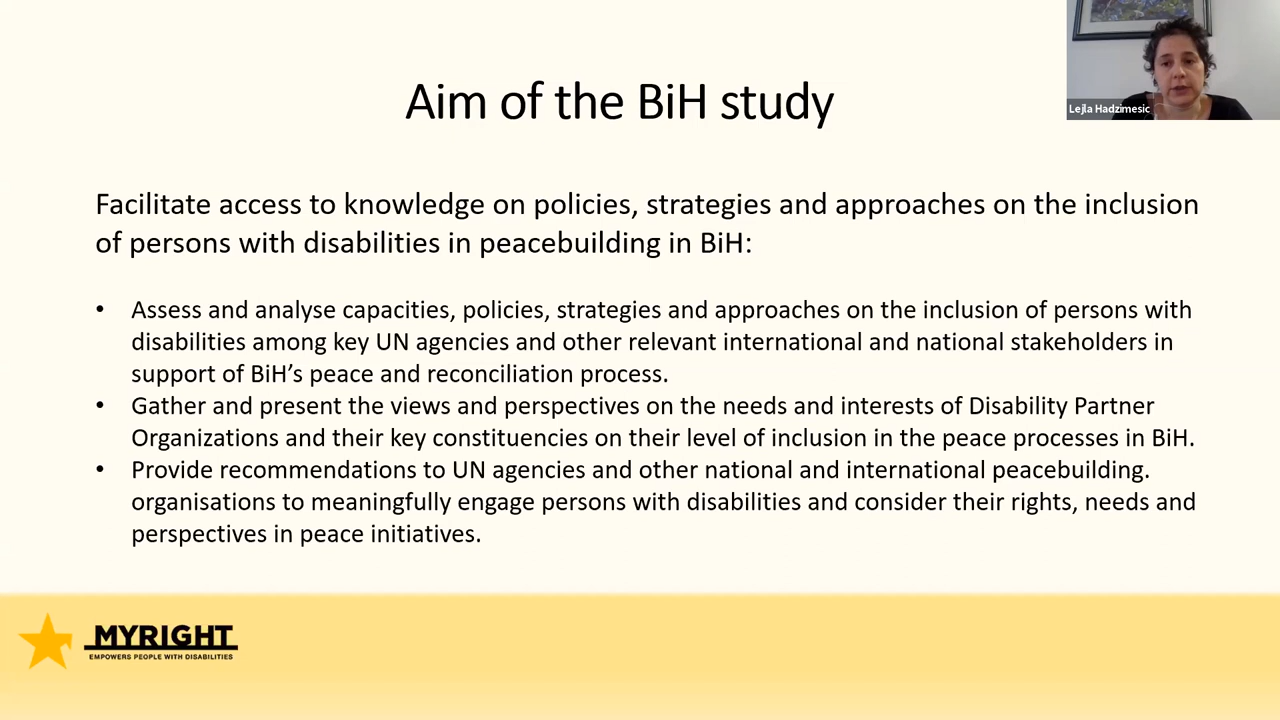 Aim of the BiH study
Lejla Hadzimesic
Facilitate access to knowledge on policies, strategies and approaches on the inclusion
of persons with disabilities in peacebuilding in BiH:
• Assess and analyse capacities, policies, strategies and approaches on the inclusion of persons with
disabilities among key UN agencies and other relevant international and national stakeholders in
support of BiH’s peace and reconciliation process.
• Gather and present the views and perspectives on the needs and interests of Disability Partner
Organizations and their key constituencies on their level of inclusion in the peace processes in BiH.
• Provide recommendations to UN agencies and other national and international peacebuilding.
organisations to meaningfully engage persons with disabilities and consider their rights, needs and
perspectives in peace initiatives.
MYRIGHT
EMPOWERS PEOPLE WITH DISABILITIES